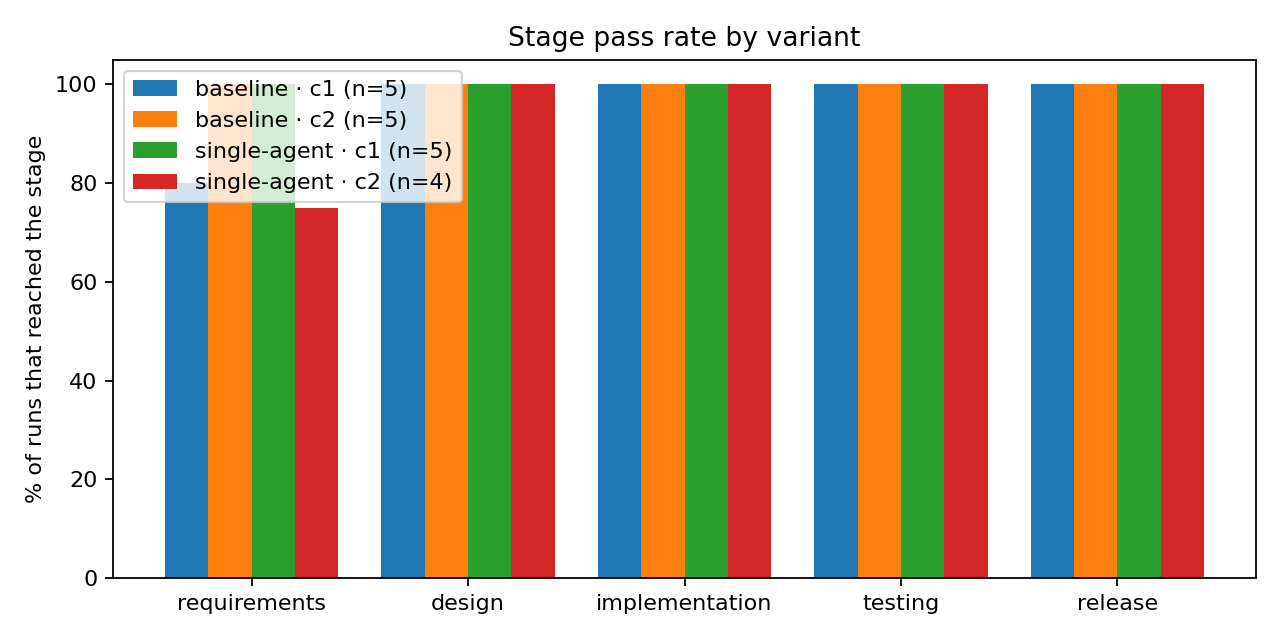 Stage pass rate by variant
% of runs that reached the stage
100
80
60
40
20
0
baseline · c1 (n=5)
baseline · c2 (n=5)
single-agent · c1 (n=5)
single-agent · c2 (n=4)
requirements design implementation testing release